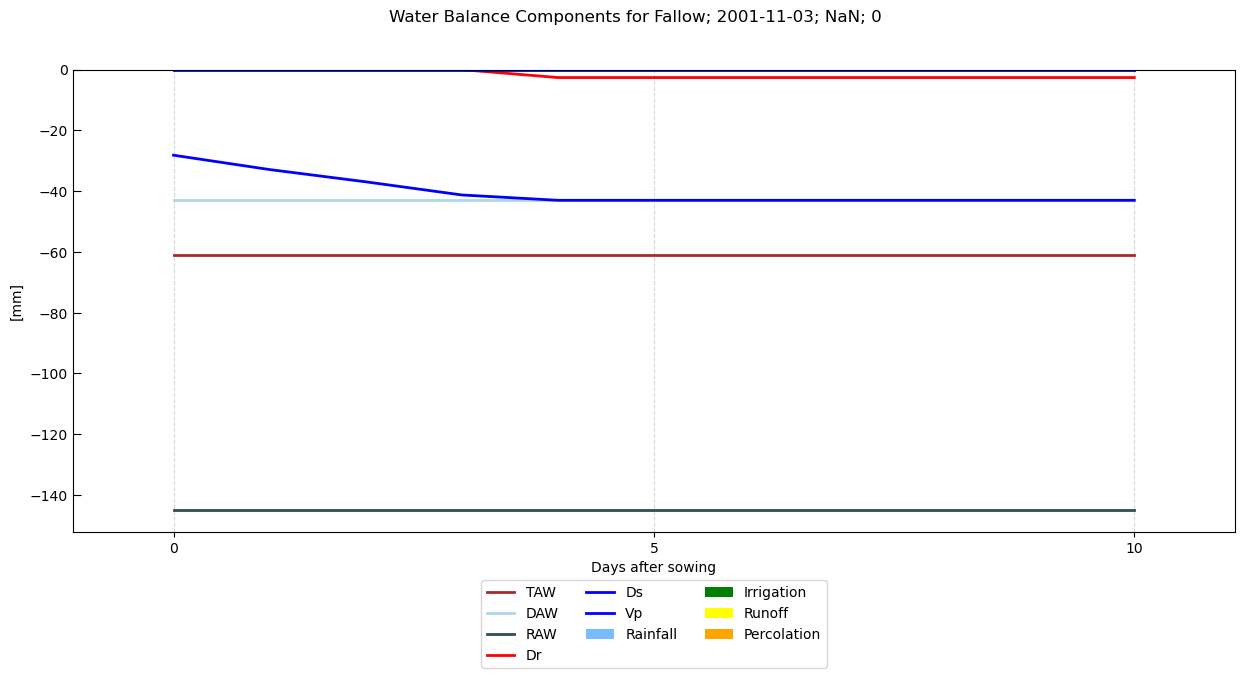 Water Balance Components for Fallow; 2001-11-03; NaN; 0
0
−20
−40
−60
−80
−100
−120
−140
[mm]
0 5 10
Days after sowing
TAW Ds Irrigation
DAW Vp Runoff
RAW Rainfall Percolation
Dr